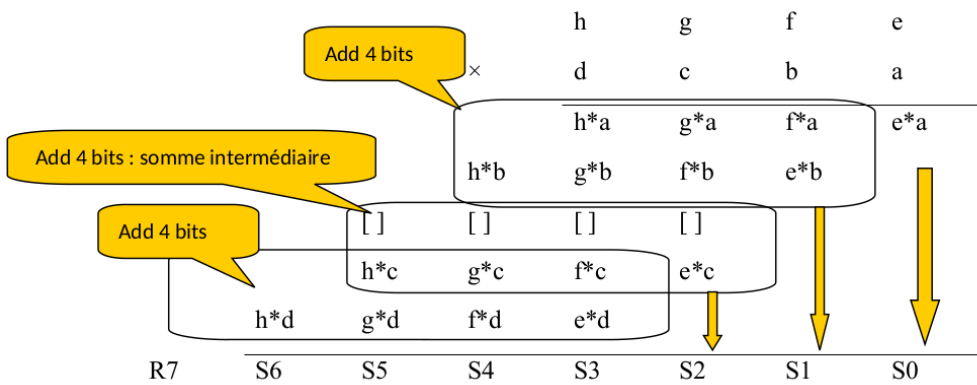 h g f e
Add 4 bits
× d c b a
h*a g*a f*a e*a
Add 4 bits : somme intermédiaire
h*b g*b f*b e*b
[ ] [ ] [ ] [ ]
Add 4 bits
h*c g*c f*c e*c
h*d g*d f*d e*d
R7 S6 S5 S4 S3 S2 S1 S0